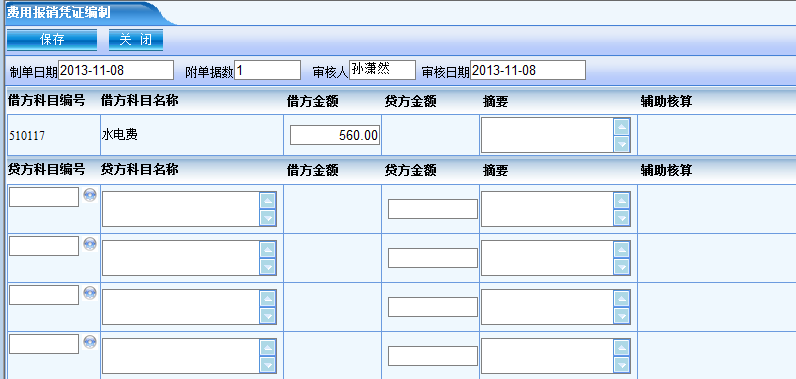 费用报销凭证编制
保存 关 闭
制单日期 2013-11-08 附单据数 1 审核人 孙潇然 审核日期 2013-11-08
借方科目编号 借方科目名称 借方金额 贷方金额 摘要 辅助核算
510117 水电费 560.00
贷方科目编号 贷方科目名称 借方金额 贷方金额 摘要 辅助核算